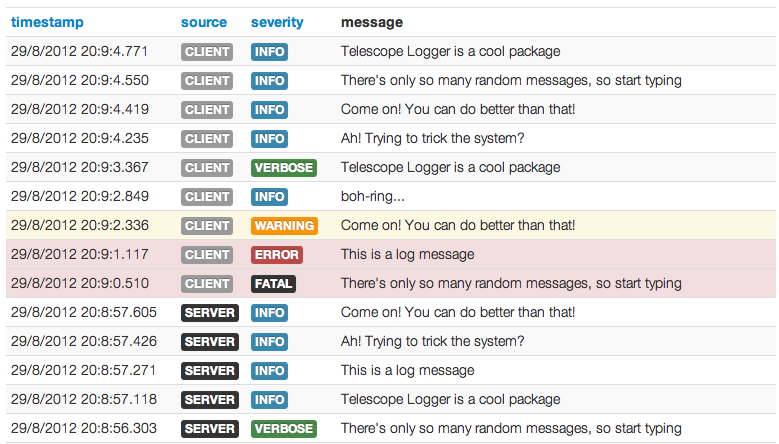 timestamp source severity message
29/8/2012 20:9:4.771 CLIENT INFO Telescope Logger is a cool package
29/8/2012 20:9:4.550 CLIENT INFO There's only so many random messages, so start typing
29/8/2012 20:9:4.419 CLIENT INFO Come on! You can do better than that!
29/8/2012 20:9:4.235 CLIENT INFO Ah! Trying to trick the system?
29/8/2012 20:9:3.367 CLIENT VERBOSE Telescope Logger is a cool package
29/8/2012 20:9:2.849 CLIENT INFO boh-ring...
29/8/2012 20:9:2.336 CLIENT WARNING Come on! You can do better than that!
29/8/2012 20:9:1.117 CLIENT ERROR This is a log message
29/8/2012 20:9:0.510 CLIENT FATAL There's only so many random messages, so start typing
29/8/2012 20:8:57.605 SERVER INFO Come on! You can do better than that!
29/8/2012 20:8:57.426 SERVER INFO Ah! Trying to trick the system?
29/8/2012 20:8:57.271 SERVER INFO This is a log message
29/8/2012 20:8:57.118 SERVER INFO Telescope Logger is a cool package
29/8/2012 20:8:56.303 SERVER VERBOSE There's only so many random messages, so start typing